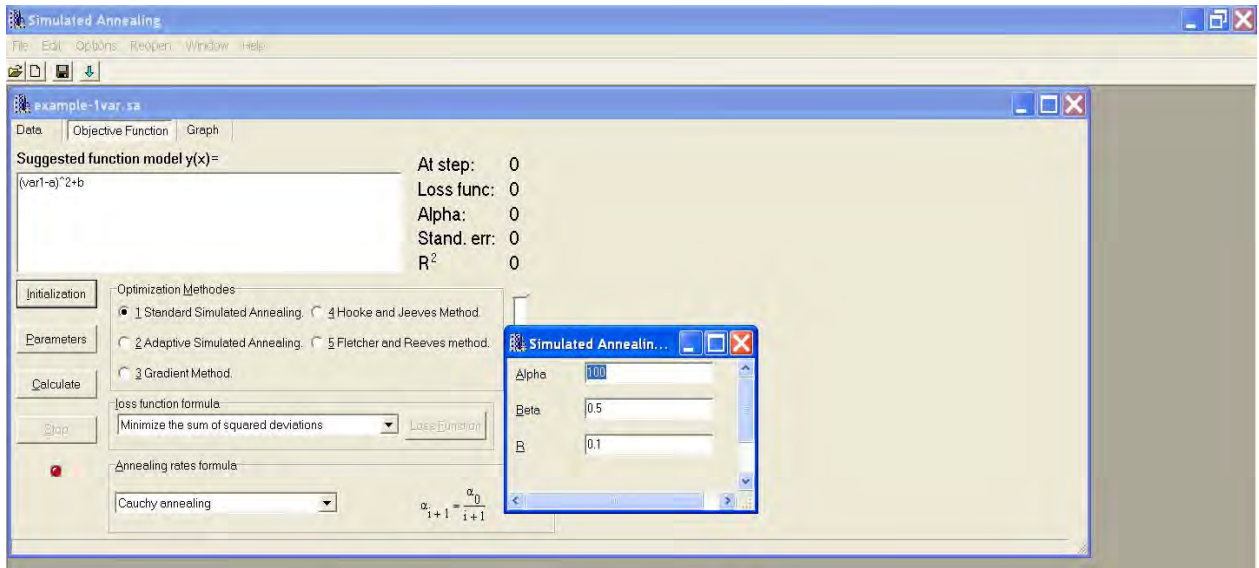 Simulated Annealing
File Edit Options Reopen Window Help
example-1var.sa
Data Objective Function Graph
Suggested function model y(x)=
(var1-a)^2+b
At step: 0
Loss func: 0
Alpha: 0
Stand. err: 0
R² 0
Initialization
Parameters
Calculate
Stop
Optimization Methodes
1 Standard Simulated Annealing. 4 Hooke and Jeeves Method.
2 Adaptive Simulated Annealing. 5 Fletcher and Reeves method.
3 Gradient Method.
loss function formula
Minimize the sum of squared deviations Loss Function
Annealing rates formula
Cauchy annealing
α i + 1 = α 0 / i + 1
Simulated Annealin...
Alpha 100
Beta 0.5
R 0.1